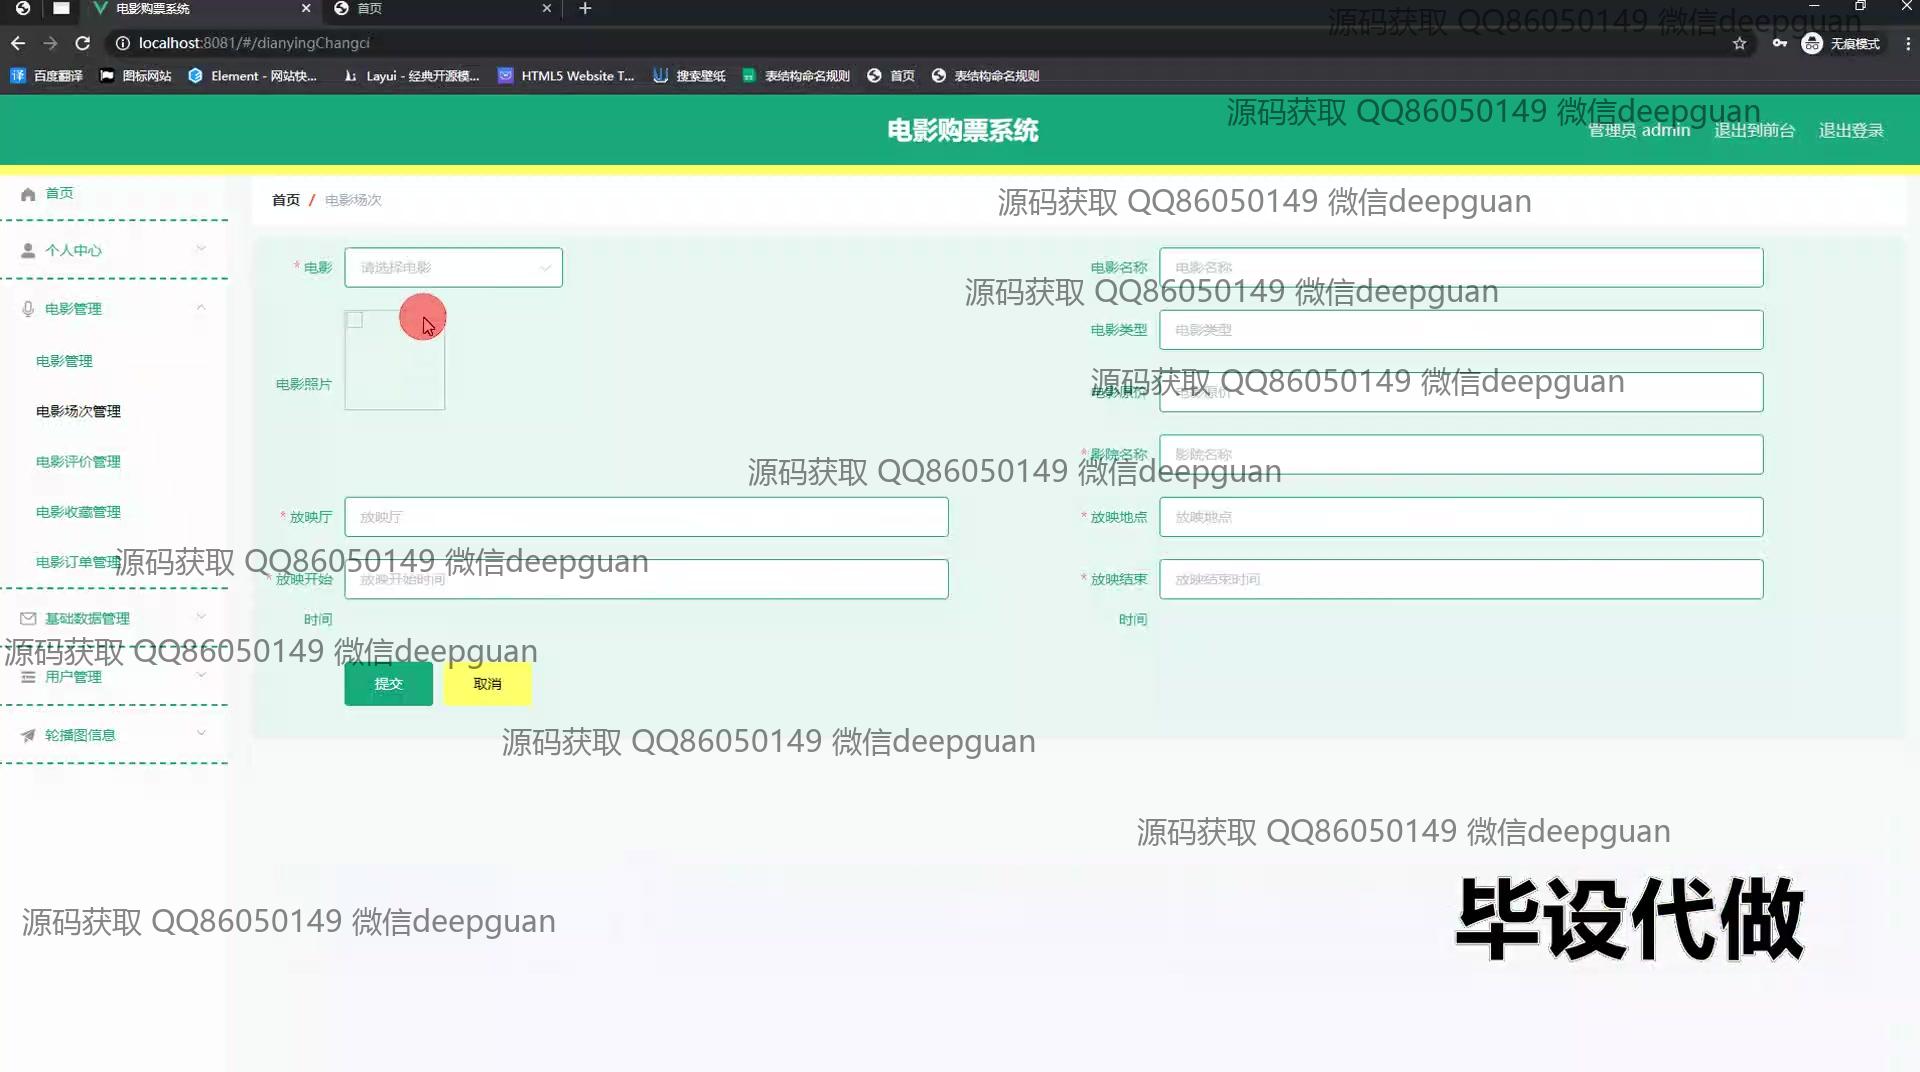 电影购票系统
首页
源码获取 QQ86050149 微信deepguan
localhost:8081/#/dianyingChangci
无痕模式
百度翻译
图标网站
Element - 网站快...
Layui - 经典开源模...
HTML5 Website T...
搜索壁纸
表结构命名规则
首页
表结构命名规则
源码获取 QQ86050149 微信deepguan
电影购票系统
管理员 admin
退出到前台
退出登录
首页
首页 / 电影场次
源码获取 QQ86050149 微信deepguan
个人中心
* 电影
请选择电影
电影名称
电影名称
源码获取 QQ86050149 微信deepguan
电影管理
电影类型
电影类型
电影管理
电影照片
源码获取 QQ86050149 微信deepguan
电影原价
电影原价
电影场次管理
* 影院名称
影院名称
电影评价管理
源码获取 QQ86050149 微信deepguan
电影收藏管理
* 放映厅
放映厅
* 放映地点
放映地点
电影订单管理
源码获取 QQ86050149 微信deepguan
* 放映开始
时间
放映开始时间
* 放映结束
时间
放映结束时间
基础数据管理
源码获取 QQ86050149 微信deepguan
用户管理
提交
取消
轮播图信息
源码获取 QQ86050149 微信deepguan
源码获取 QQ86050149 微信deepguan
毕设代做
源码获取 QQ86050149 微信deepguan